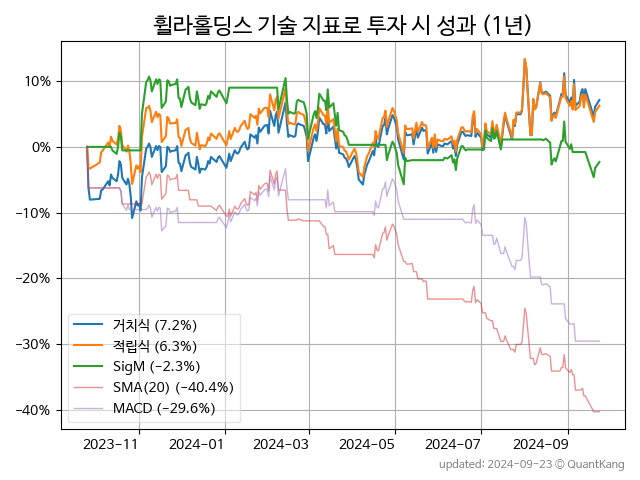 휠라홀딩스 기술 지표로 투자 시 성과 (1년)
10%
0%
−10%
−20%
−30%
−40%
거치식 (7.2%)
적립식 (6.3%)
SigM (−2.3%)
SMA(20) (−40.4%)
MACD (−29.6%)
2023-11 2024-01 2024-03 2024-05 2024-07 2024-09
updated: 2024-09-23 © QuantKang